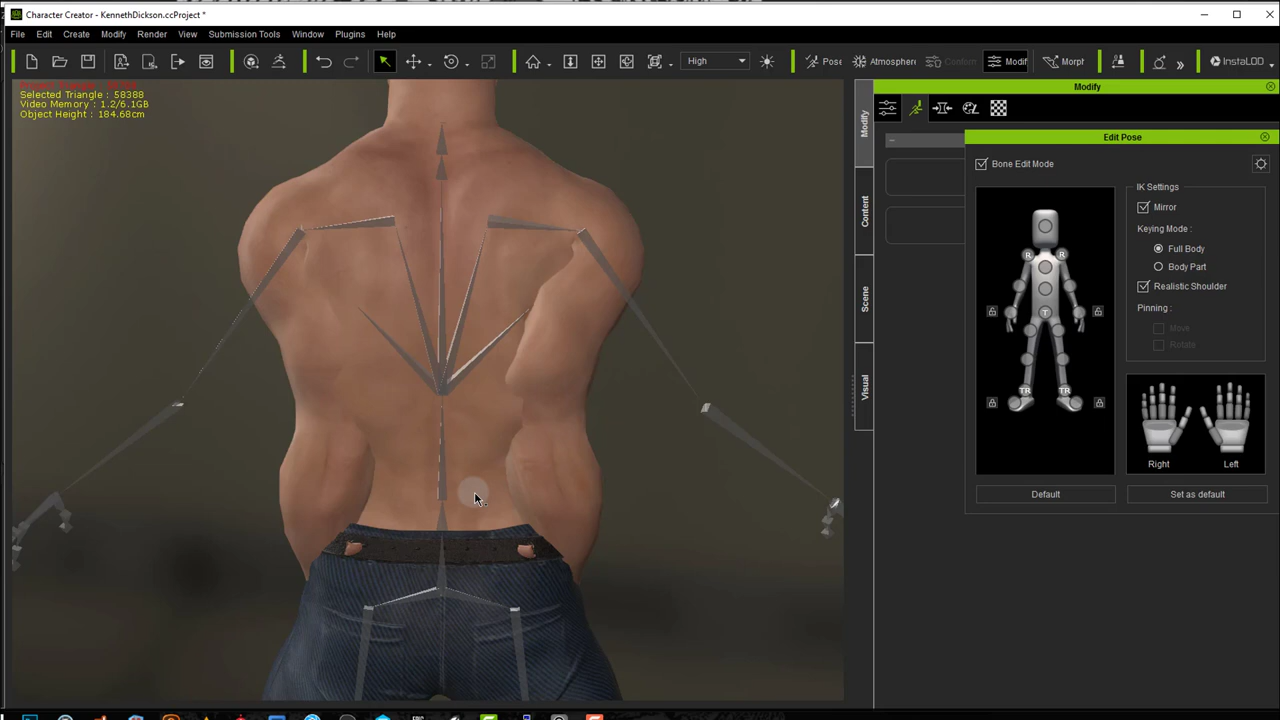 Character Creator - KennethDickson.ccProject *
File Edit Create Modify Render View Submission Tools Window Plugins Help
High Pose Atmosphere Modif Morph InstaLOD
Selected Triangle : 58388
Video Memory : 1.2/6.1GB
Object Height : 184.68cm
Modify
Content
Scene
Visual
Modify
Edit Pose
Bone Edit Mode
R R
T
TR TR
Default
IK Settings
Mirror
Keying Mode :
Full Body
Body Part
Realistic Shoulder
Pinning :
Move
Rotate
Right Left
Set as default